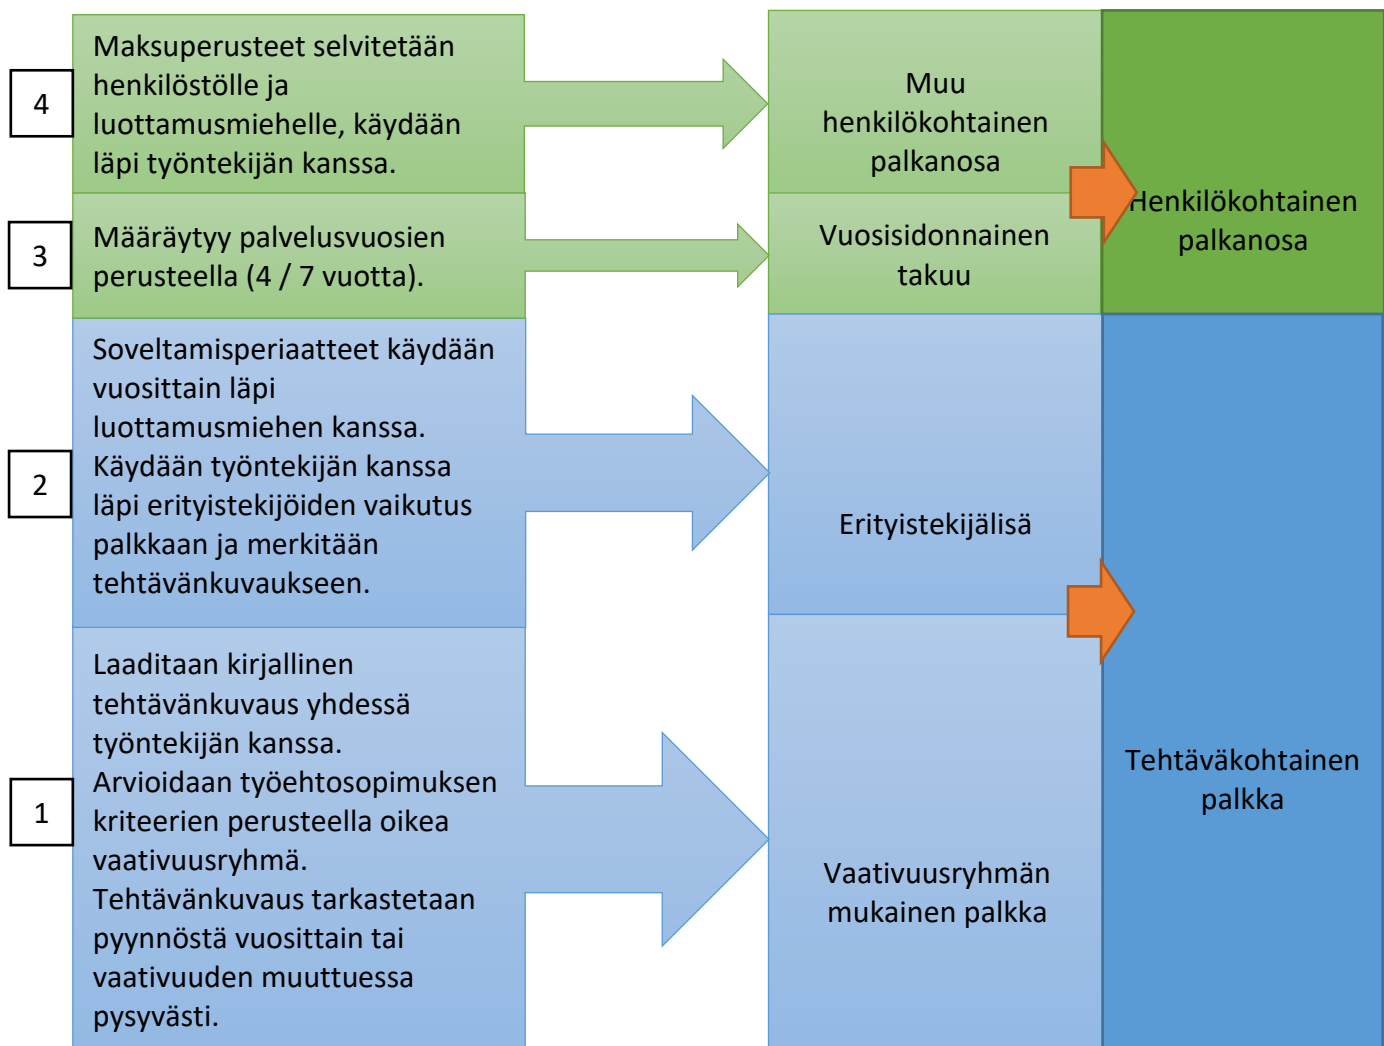 4
Maksuperusteet selvitetään
henkilöstölle ja
luottamusmiehelle, käydään
läpi työntekijän kanssa.
Muu
henkilökohtainen
palkanosa
Henkilökohtainen
palkanosa
3
Määräytyy palvelusvuosien
perusteella (4 / 7 vuotta).
Vuosisidonnainen
takuu
2
Soveltamisperiaatteet käydään
vuosittain läpi
luottamusmiehen kanssa.
Käydään työntekijän kanssa
läpi erityistekijöiden vaikutus
palkkaan ja merkitään
tehtävänkuvaukseen.
Erityistekijälisä
1
Laaditaan kirjallinen
tehtävänkuvaus yhdessä
työntekijän kanssa.
Arvioidaan työehtosopimuksen
kriteerien perusteella oikea
vaativuusryhmä.
Tehtävänkuvaus tarkastetaan
pyynnöstä vuosittain tai
vaativuuden muuttuessa
pysyvästi.
Vaativuusryhmän
mukainen palkka
Tehtäväkohtainen
palkka